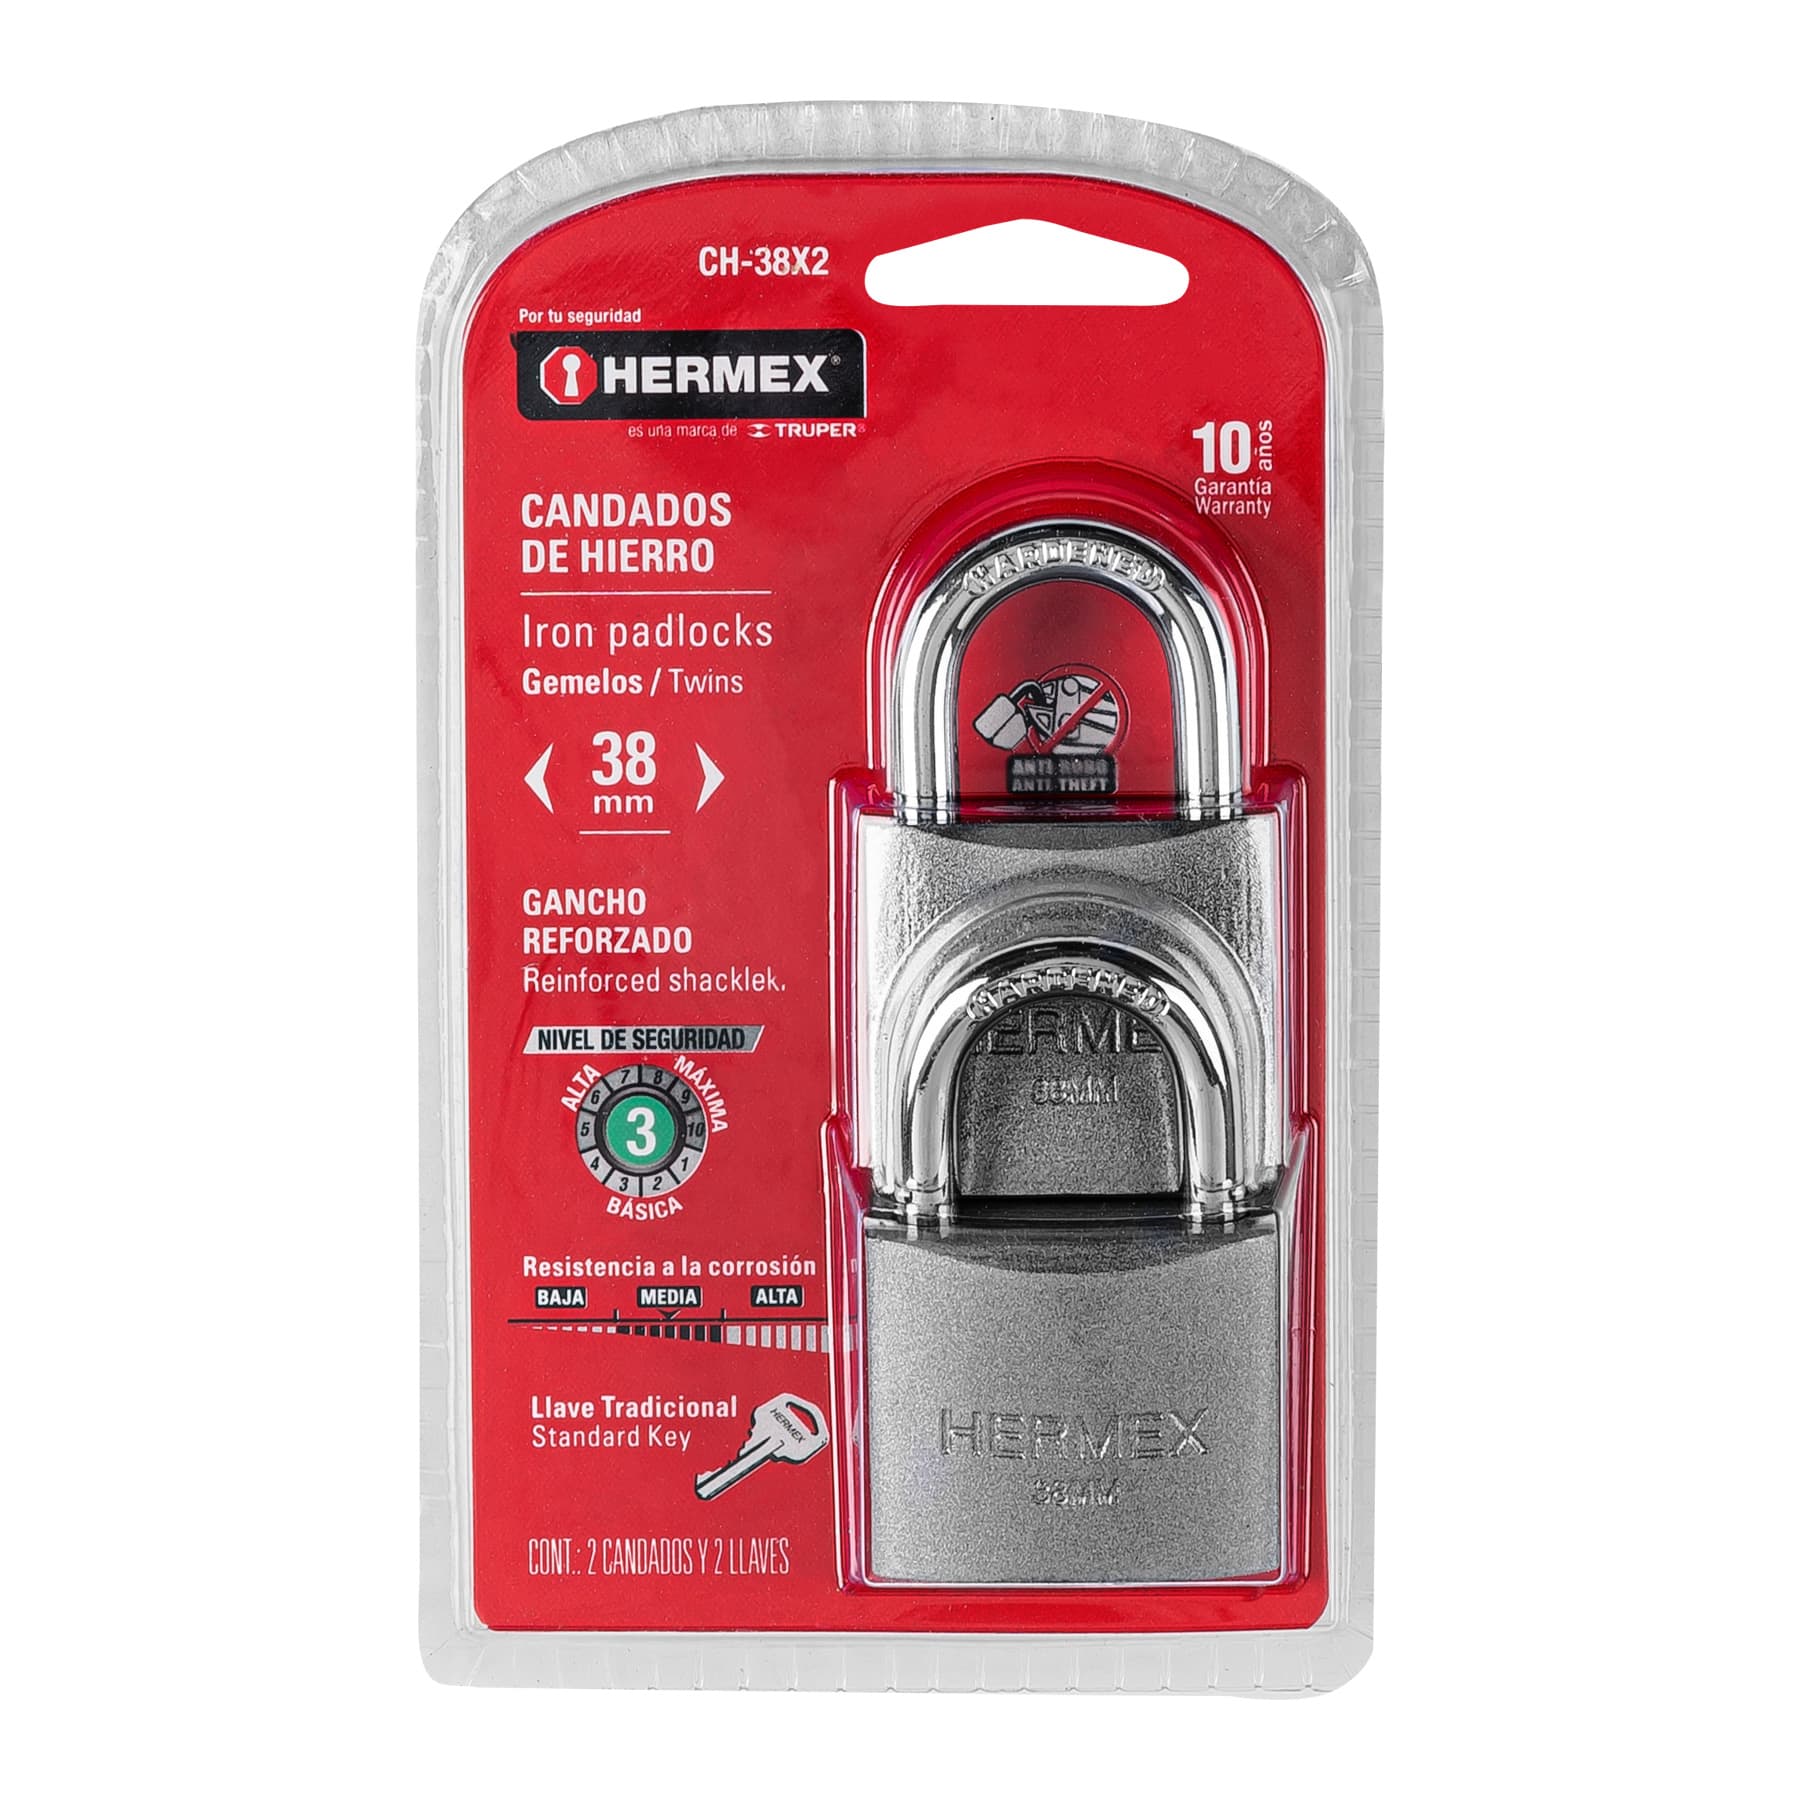 CH-38X2
Por tu seguridad
HERMEX®
es una marca de TRUPER®
10 años
Garantía
Warranty
CANDADOS
DE HIERRO
Iron padlocks
Gemelos / Twins
38
mm
HARDENED
ANTI-ROBO
ANTI-THEFT
GANCHO
REFORZADO
Reinforced shacklek.
NIVEL DE SEGURIDAD
ALTA
MÁXIMA
7 8
6 9
5 3 10
4 1
3 2
BÁSICA
HARDENED
ERME
38MM
Resistencia a la corrosión
BAJA MEDIA ALTA
Llave Tradicional
Standard Key
HERMEX
HERMEX
38MM
CONT.: 2 CANDADOS Y 2 LLAVES